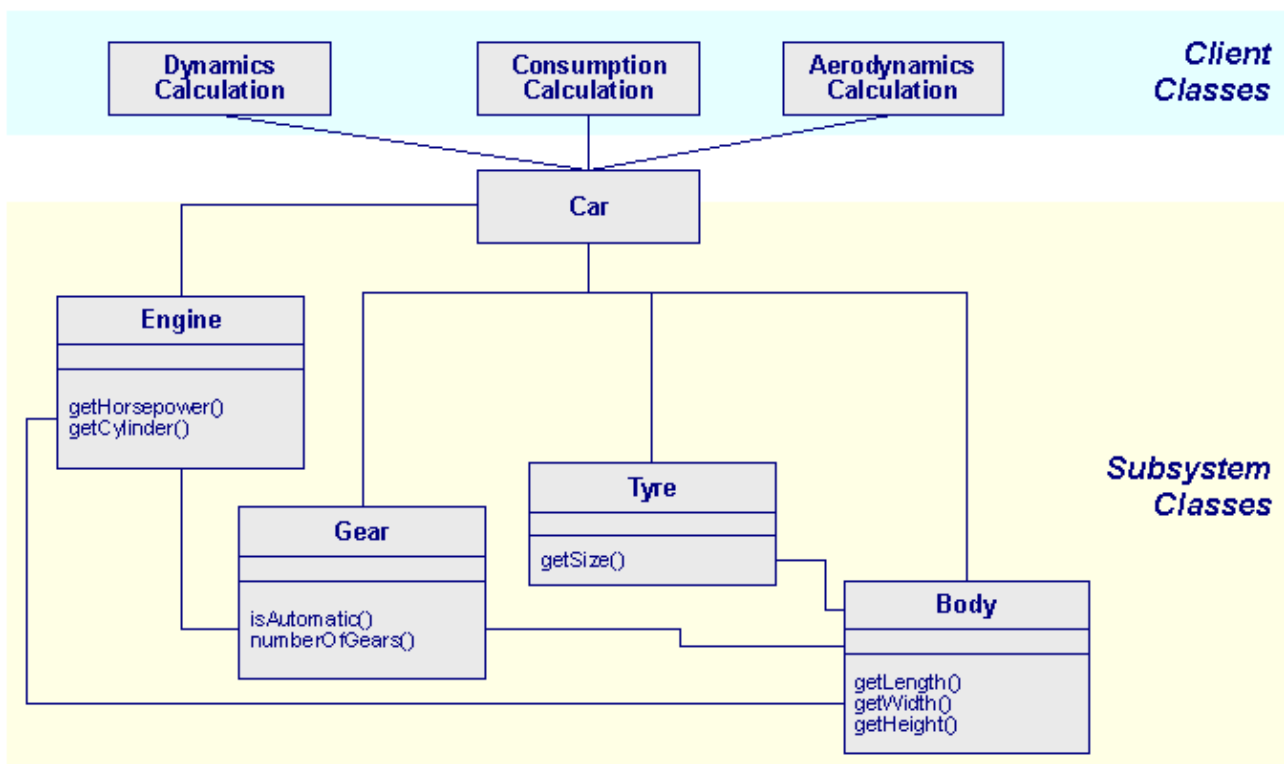 Dynamics
Calculation
Consumption
Calculation
Aerodynamics
Calculation
Client
Classes
Car
Engine
getHorsepower()
getCylinder()
Subsystem
Classes
Tyre
getSize()
Gear
isAutomatic()
numberOfGears()
Body
getLength()
getWidth()
getHeight()